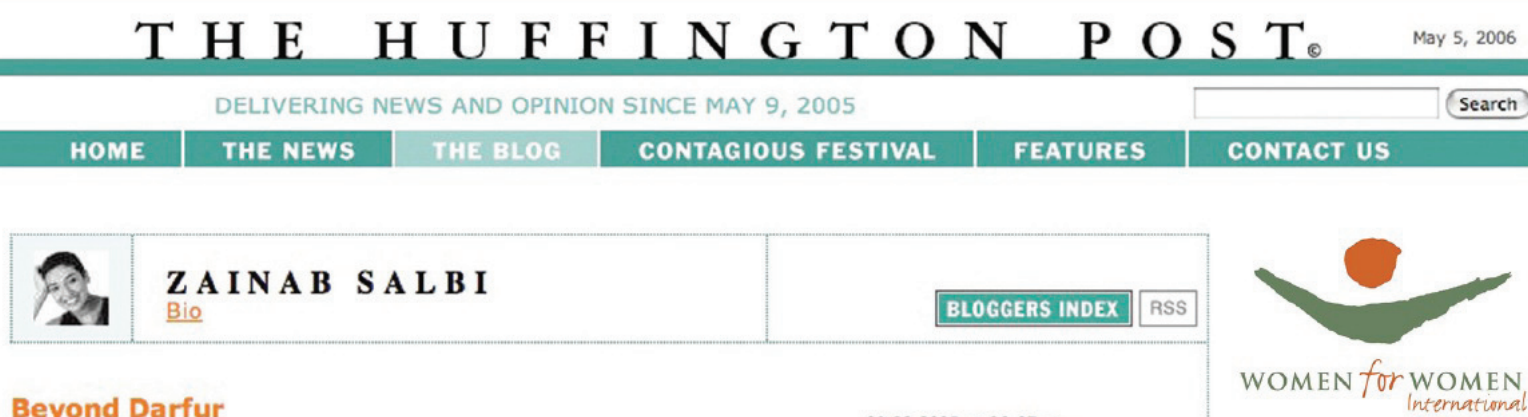 THE HUFFINGTON POST©
May 5, 2006
DELIVERING NEWS AND OPINION SINCE MAY 9, 2005
Search
HOME THE NEWS THE BLOG CONTAGIOUS FESTIVAL FEATURES CONTACT US
ZAINAB SALBI
Bio
BLOGGERS INDEX RSS
WOMEN for WOMEN
International
Beyond Darfur